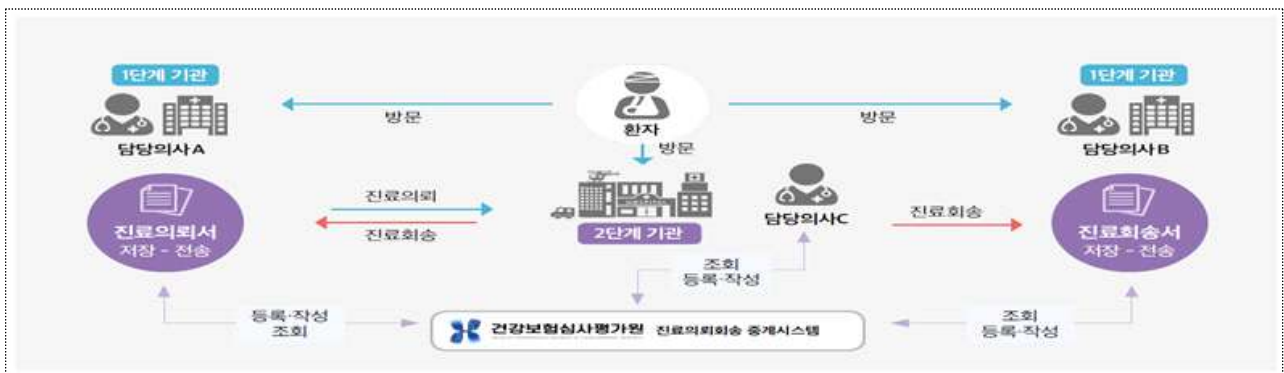 1단계 기관
담당의사 A
방문
환자
방문
방문
1단계 기관
담당의사 B
진료의뢰서
저장 - 전송
진료의뢰
진료회송
2단계 기관
담당의사C
진료회송
진료회송서
저장 - 전송
조회
등록·작성
등록·작성
조회
건강보험심사평가원 진료의뢰회송 중계시스템
조회
등록·작성